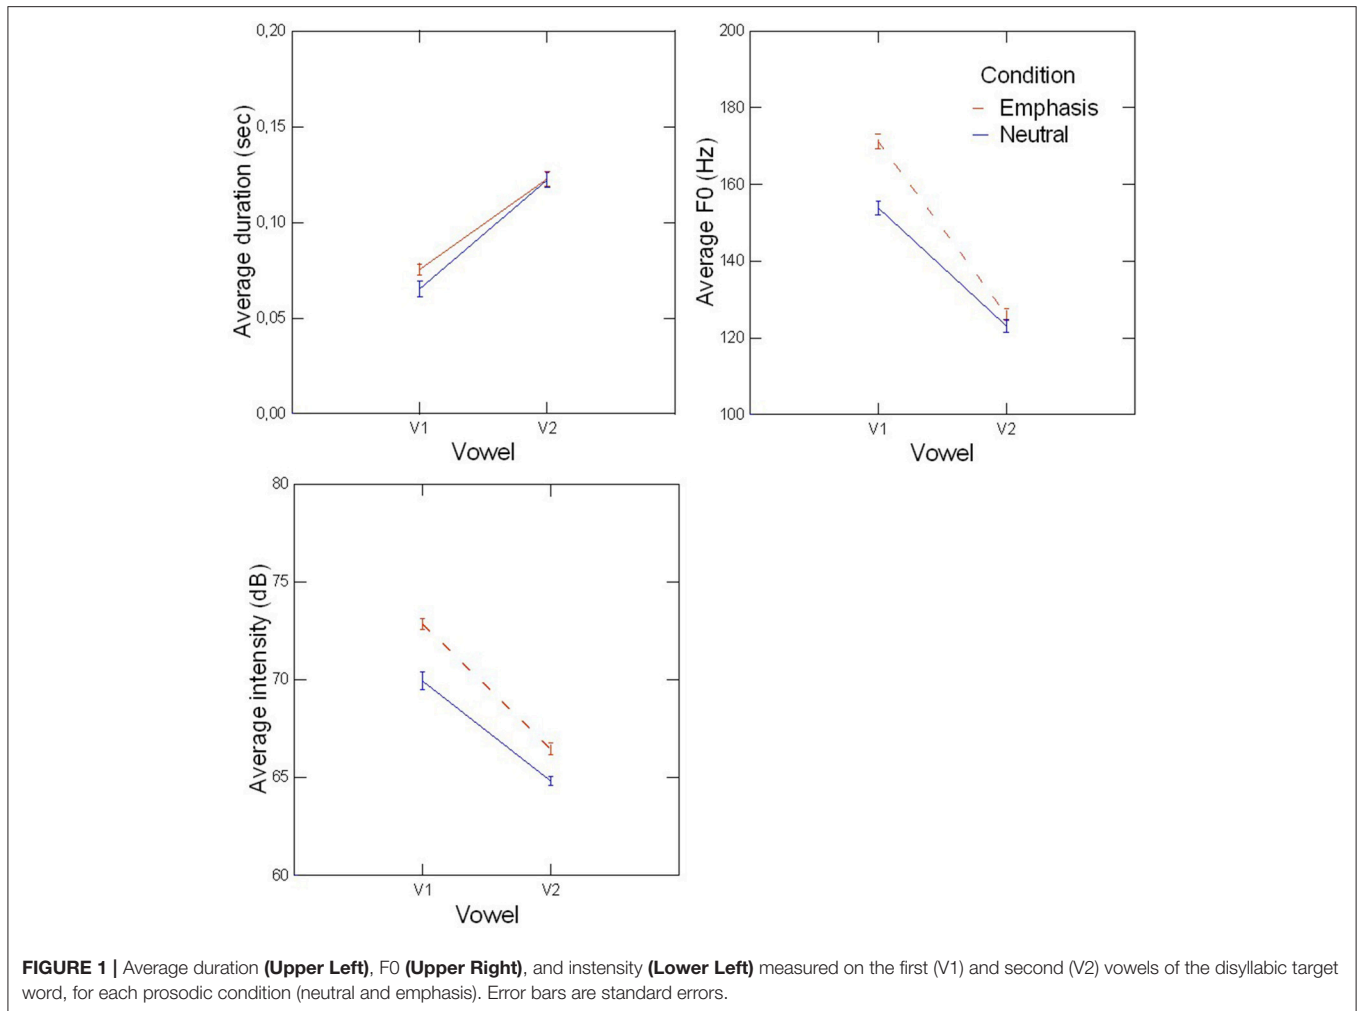 0,20
0,15
0,10
0,05
0,00
Average duration (sec)
V1 V2
Vowel
200
180
160
140
120
100
Average F0 (Hz)
Condition
Emphasis
Neutral
V1 V2
Vowel
80
75
70
65
60
Average intensity (dB)
V1 V2
Vowel
FIGURE 1 | Average duration (Upper Left), F0 (Upper Right), and instensity (Lower Left) measured on the first (V1) and second (V2) vowels of the disyllabic target
word, for each prosodic condition (neutral and emphasis). Error bars are standard errors.